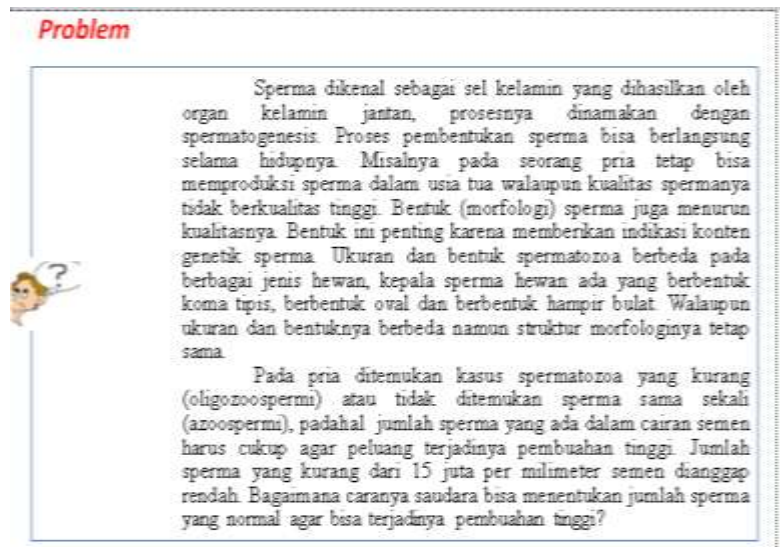 Problem
Sperma dikenal sebagai sel kelamin yang dihasilkan oleh
organ kelamin jantan, prosesnya dinamakan dengan
spermatogenesis. Proses pembentukan sperma bisa berlangsung
selama hidupnya. Misalnya pada seorang pria tetap bisa
memproduksi sperma dalam usia tua walaupun kualitas spermanya
tidak berkualitas tinggi. Bentuk (morfologi) sperma juga menurun
kualitasnya. Bentuk ini penting karena memberikan indikasi konten
genetik sperma. Ukuran dan bentuk spermatozoa berbeda pada
berbagai jenis hewan, kepala sperma hewan ada yang berbentuk
koma tipis, berbentuk oval dan berbentuk hampir bulat. Walaupun
ukuran dan bentuknya berbeda namun struktur morfologinya tetap
sama.
Pada pria ditemukan kasus spermatozoa yang kurang
(oligozoospermi) atau tidak ditemukan sperma sama sekali
(azoospermi), padahal jumlah sperma yang ada dalam cairan semen
harus cukup agar peluang terjadinya pembuahan tinggi. Jumlah
sperma yang kurang dari 15 juta per milimeter semen dianggap
rendah. Bagaimana caranya saudara bisa menentukan jumlah sperma
yang normal agar bisa terjadinya pembuahan tinggi?
?